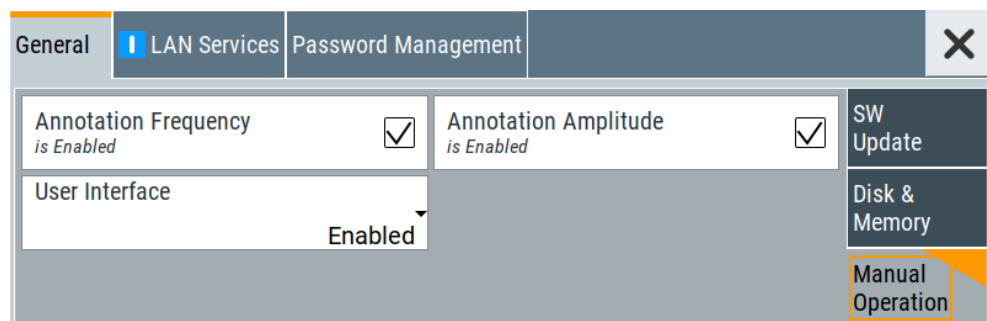 General
LAN Services
Password Management
Annotation Frequency
is Enabled
Annotation Amplitude
is Enabled
User Interface
Enabled
SW
Update
Disk &
Memory
Manual
Operation